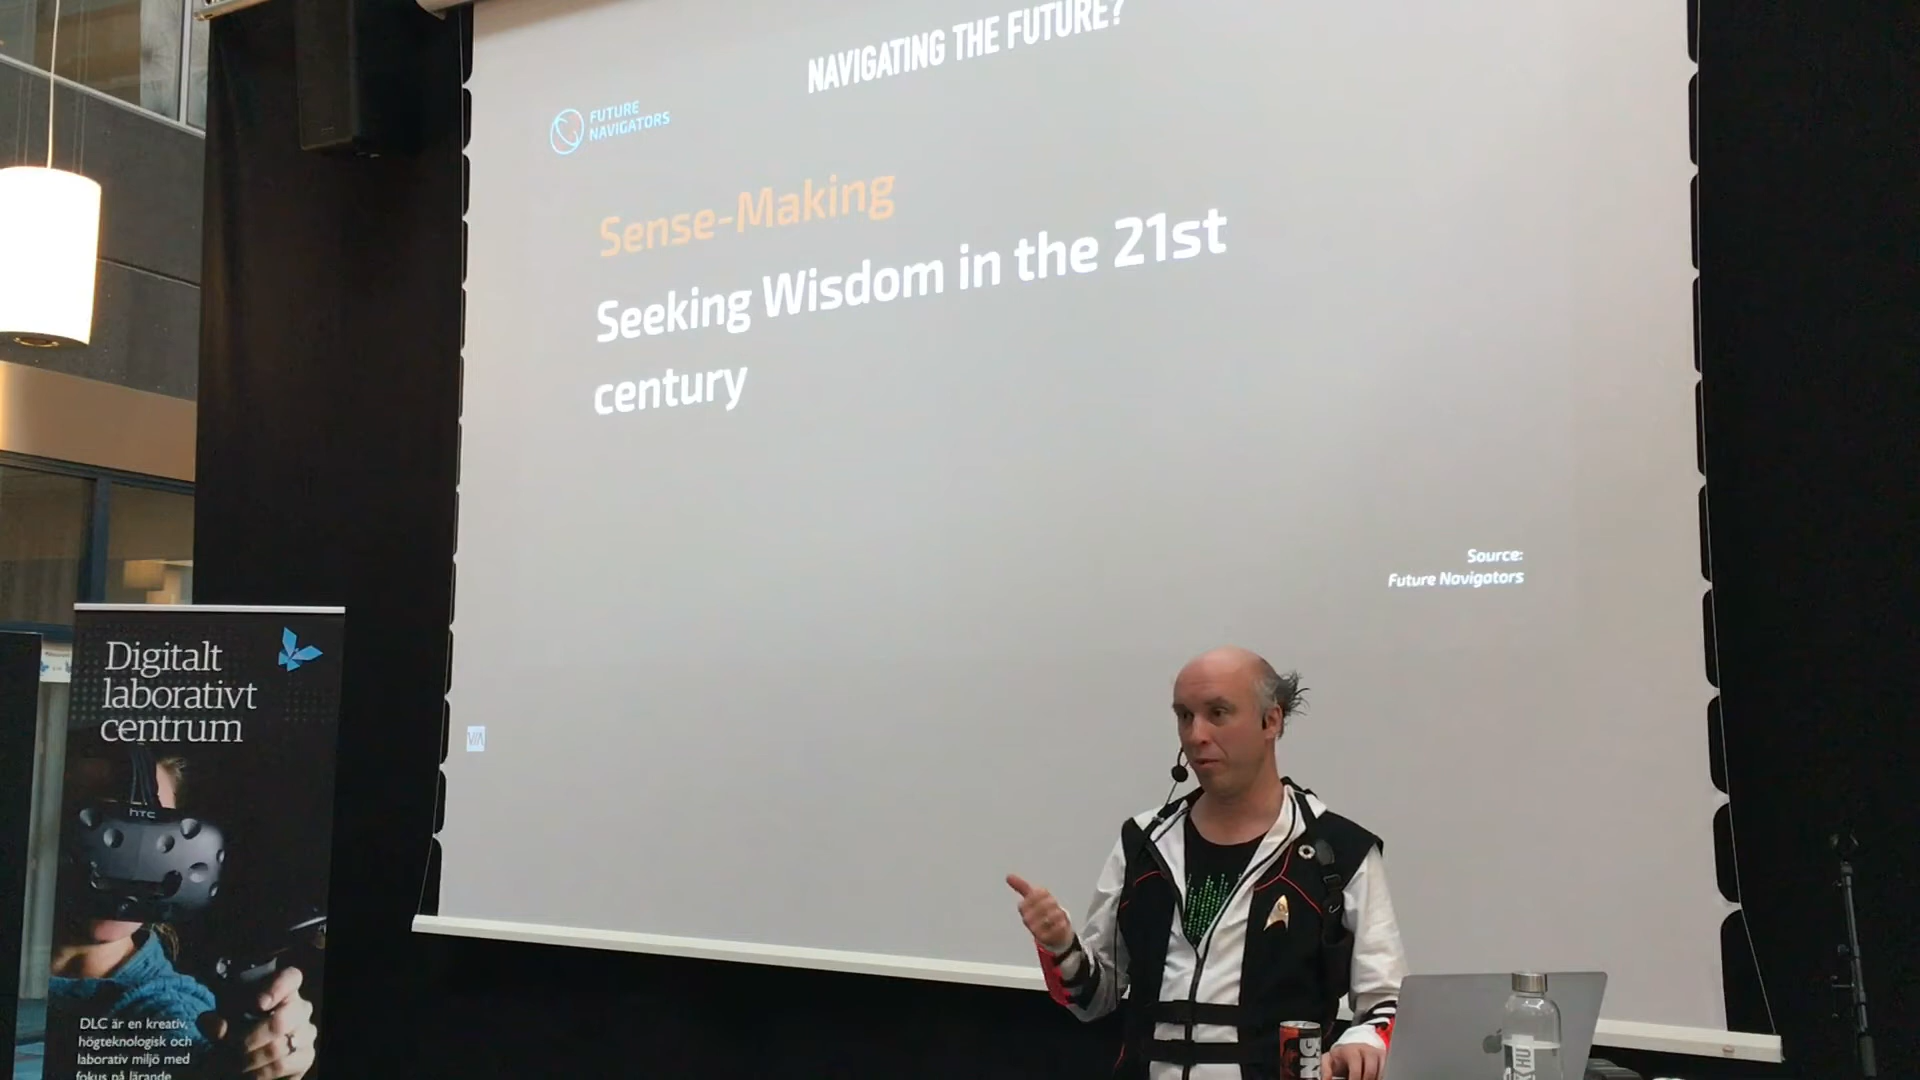 NAVIGATING THE FUTURE?
FUTURE
NAVIGATORS
Sense-Making
Seeking Wisdom in the 21st
century
Source:
Future Navigators
VIA
Digitalt
laborativt
centrum
htc
DLC är en kreativ,
högteknologisk och
laborativ miljö med
fokus på lärande